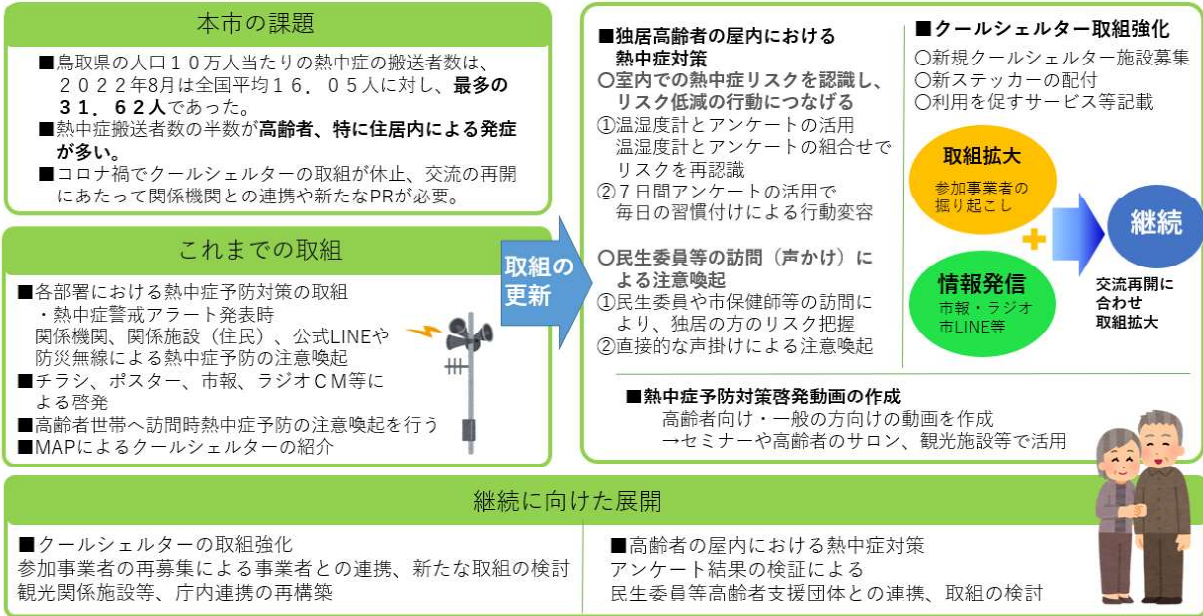 本市の課題
■鳥取県の人口１０万人当たりの熱中症の搬送者数は、
２０２２年8月は全国平均１６．０５人に対し、最多の
３１．６２人であった。
■熱中症搬送者数の半数が高齢者、特に住居内による発症
が多い。
■コロナ禍でクールシェルターの取組が休止、交流の再開
にあたって関係機関との連携や新たなPRが必要。
これまでの取組
■各部署における熱中症予防対策の取組
・熱中症警戒アラート発表時
関係機関、関係施設（住民）、公式LINEや
防災無線による熱中症予防の注意喚起
■チラシ、ポスター、市報、ラジオCM等に
よる啓発
■高齢者世帯へ訪問時熱中症予防の注意喚起を行う
■MAPによるクールシェルターの紹介
取組の
更新
■独居高齢者の屋内における
熱中症対策
○室内での熱中症リスクを認識し、
リスク低減の行動につなげる
①温湿度計とアンケートの活用
温湿度計とアンケートの組合せで
リスクを再認識
②７日間アンケートの活用で
毎日の習慣付けによる行動変容
○民生委員等の訪問（声かけ）に
よる注意喚起
①民生委員や市保健師等の訪問に
より、独居の方のリスク把握
②直接的な声掛けによる注意喚起
■クールシェルター取組強化
○新規クールシェルター施設募集
○新ステッカーの配付
○利用を促すサービス等記載
取組拡大
参加事業者の
掘り起こし
情報発信
市報・ラジオ
市LINE等
継続
交流再開に
合わせ
取組拡大
■熱中症予防対策啓発動画の作成
高齢者向け・一般の方向けの動画を作成
→セミナーや高齢者のサロン、観光施設等で活用
継続に向けた展開
■クールシェルターの取組強化
参加事業者の再募集による事業者との連携、新たな取組の検討
観光関係施設等、庁内連携の再構築
■高齢者の屋内における熱中症対策
アンケート結果の検証による
民生委員等高齢者支援団体との連携、取組の検討